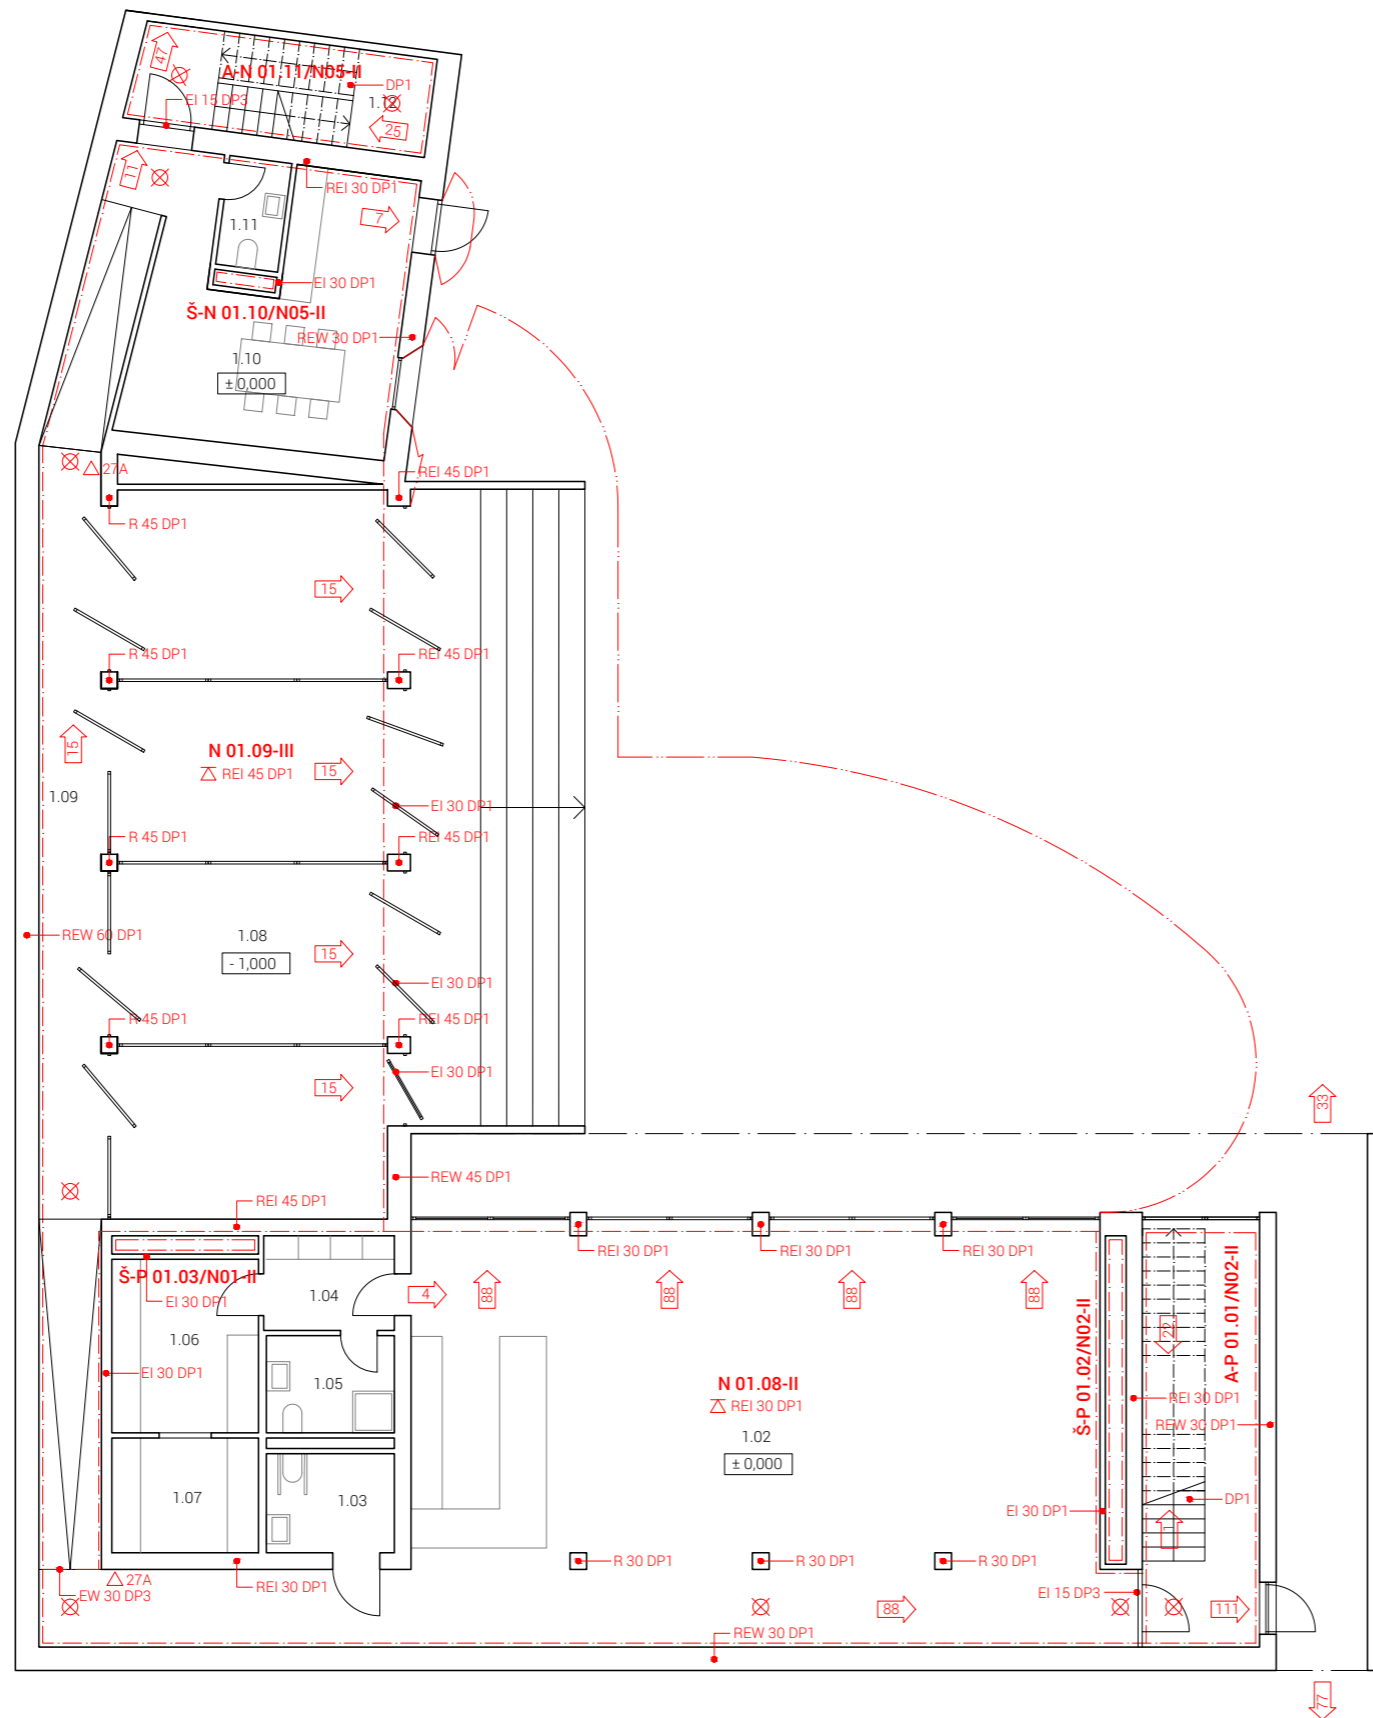 47
A-N 01.11/N05-II
DP1
1.12
EI 15 DP3
25
11
REI 30 DP1
7
1.11
EI 30 DP1
Š-N 01.10/N05-II
REW 30 DP1
1.10
± 0,000
27A
REI 45 DP1
R 45 DP1
15
R 45 DP1
REI 45 DP1
15
N 01.09-III
REI 45 DP1
15
1.09
EI 30 DP1
R 45 DP1
REI 45 DP1
REW 60 DP1
1.08
- 1,000
15
EI 30 DP1
R 45 DP1
REI 45 DP1
EI 30 DP1
15
33
REW 45 DP1
REI 45 DP1
REI 30 DP1
REI 30 DP1
REI 30 DP1
Š-P 01.03/N01-II
EI 30 DP1
1.04
4
88
88
88
88
A-P 01.01/N02-II
22
1.06
EI 30 DP1
1.05
Š-P 01.02/N02-II
N 01.08-II
REI 30 DP1
REI 30 DP1
REW 30 DP1
1.02
± 0,000
1.07
1.03
DP1
EI 30 DP1
1
R 30 DP1
R 30 DP1
R 30 DP1
27A
REI 30 DP1
EW 30 DP3
EI 15 DP3
88
111
REW 30 DP1
77